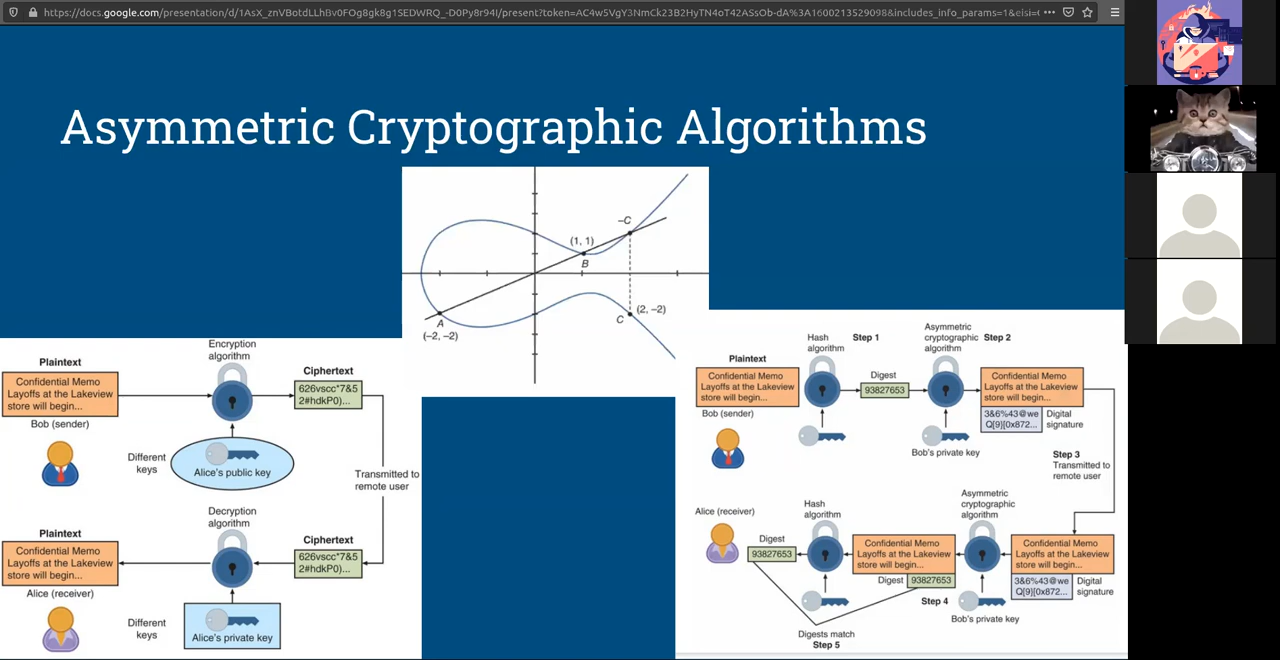 https://docs.google.com/presentation/d/1AsX_znVBotdLLhBv0FOg8gk8g1SEDWRQ_-D0Py8r94I/present?token=AC4w5VgY3NmCk23B2HyTN4oT42ASsOb-dA%3A1600213529098&includes_info_params=1&eisi=
Asymmetric Cryptographic Algorithms
−C
(1, 1)
B
A
(−2, −2)
C
(2, −2)
Encryption
algorithm
Plaintext
Ciphertext
Confidential Memo
Layoffs at the Lakeview
store will begin...
626vscc*7&5
2#hdkP0)...
Bob (sender)
Different
keys
Alice's public key
Transmitted to
remote user
Decryption
algorithm
Plaintext
Ciphertext
Confidential Memo
Layoffs at the Lakeview
store will begin...
626vscc*7&5
2#hdkP0)...
Alice (receiver)
Different
keys
Alice's private key
Plaintext
Hash
algorithm
Step 1
Asymmetric
cryptographic
algorithm
Step 2
Confidential Memo
Layoffs at the Lakeview
store will begin...
Digest
93827653
Confidential Memo
Layoffs at the Lakeview
store will begin...
Bob (sender)
3&6%43@we
Q[9][0x872...
Digital
signature
Bob's private key
Step 3
Transmitted to
remote user
Alice (receiver)
Hash
algorithm
Asymmetric
cryptographic
algorithm
Digest
93827653
Confidential Memo
Layoffs at the Lakeview
store will begin...
Digest
93827653
Confidential Memo
Layoffs at the Lakeview
store will begin...
3&6%43@we
Q[9][0x872...
Digital
signature
Step 4
Bob's private key
Digests match
Step 5